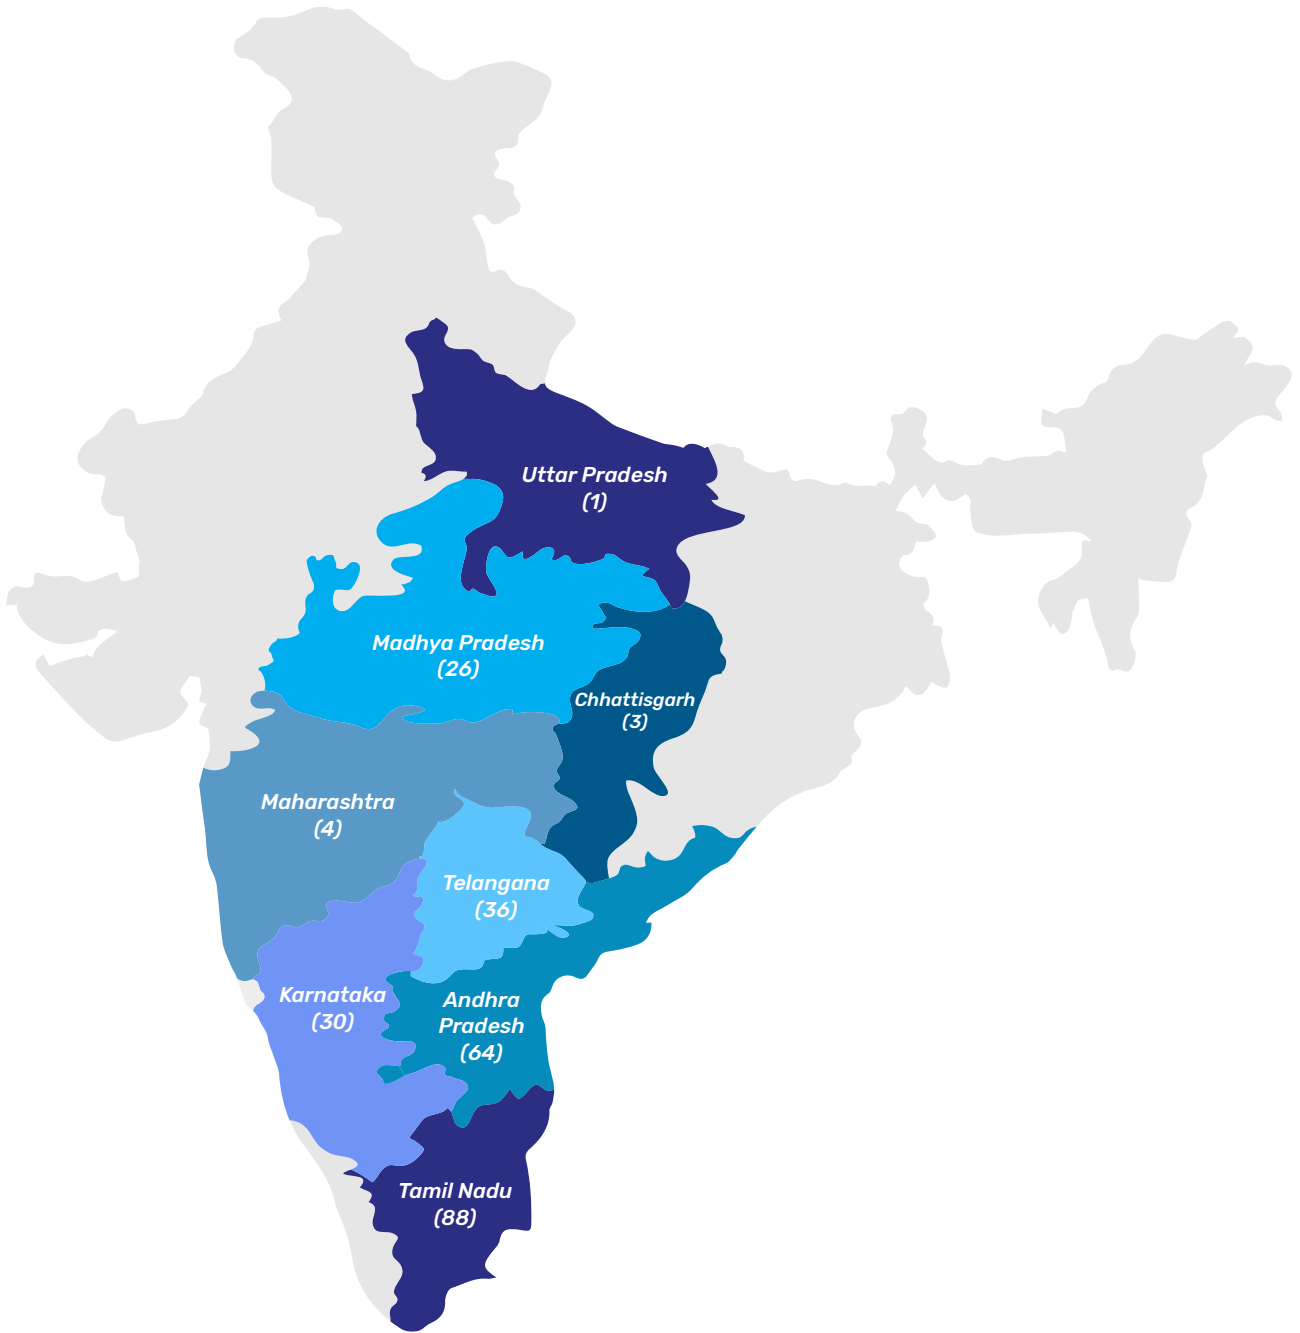 Uttar Pradesh
(1)
Madhya Pradesh
(26)
Chhattisgarh
(3)
Maharashtra
(4)
Telangana
(36)
Karnataka
(30)
Andhra
Pradesh
(64)
Tamil Nadu
(88)